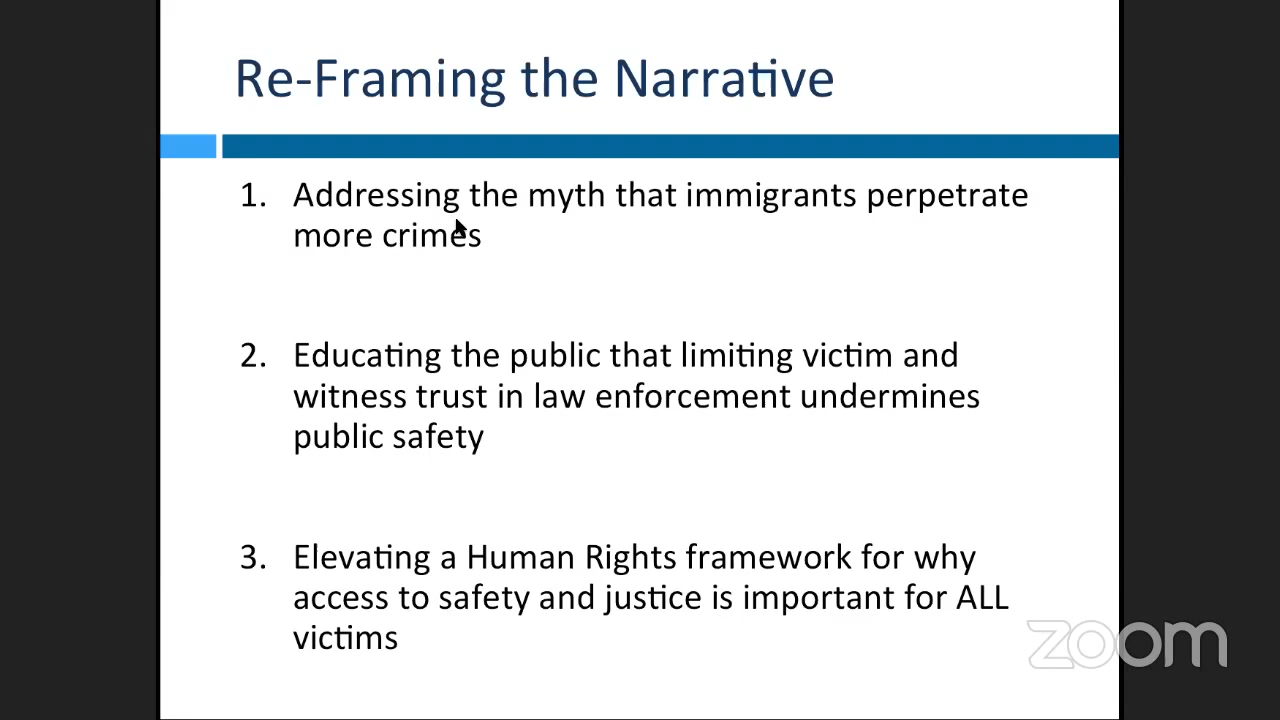 Re-Framing the Narrative
1. Addressing the myth that immigrants perpetrate
more crimes
2. Educating the public that limiting victim and
witness trust in law enforcement undermines
public safety
3. Elevating a Human Rights framework for why
access to safety and justice is important for ALL
victims
zoom